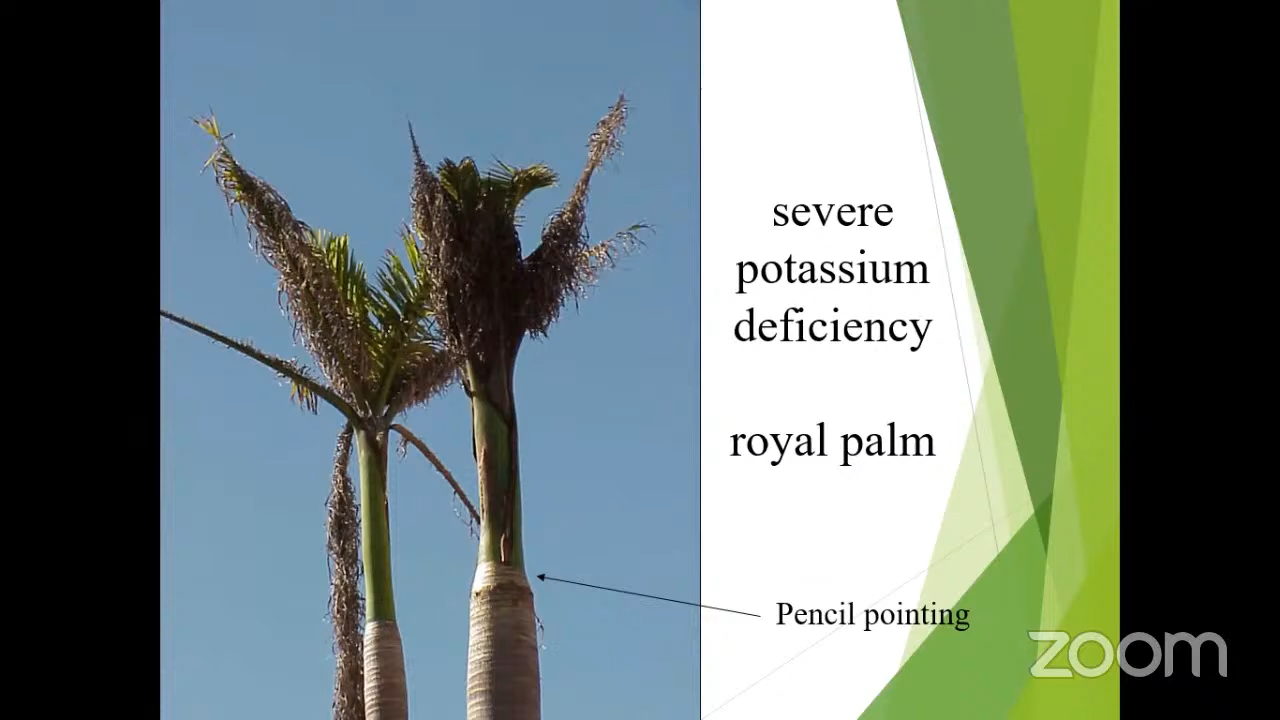 severe
potassium
deficiency
royal palm
Pencil pointing
zoom